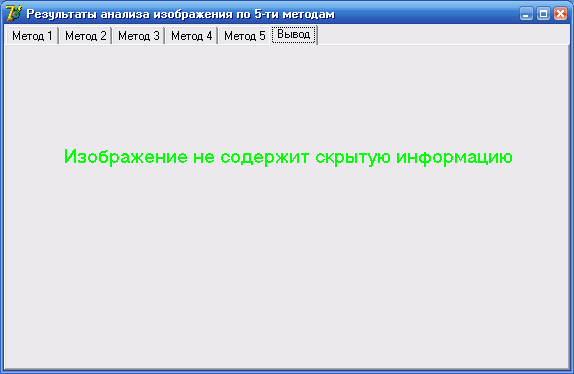 Результаты анализа изображения по 5-ти методам
Метод 1 Метод 2 Метод 3 Метод 4 Метод 5 Вывод
Изображение не содержит скрытую информацию